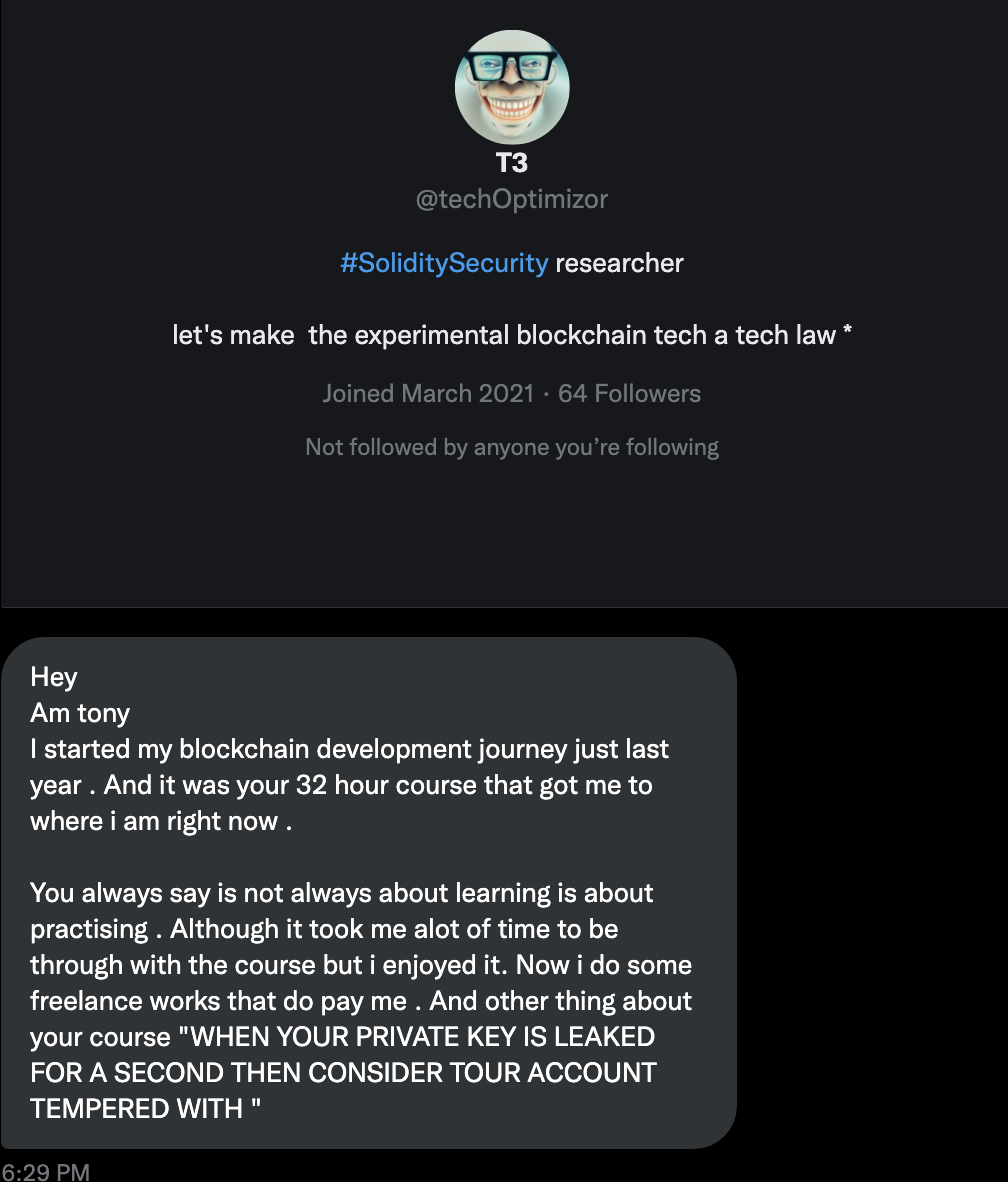 T3
@techOptimizor
#SoliditySecurity researcher
let's make  the experimental blockchain tech a tech law *
Joined March 2021 · 64 Followers
Not followed by anyone you’re following
Hey
Am tony
I started my blockchain development journey just last
year . And it was your 32 hour course that got me to
where i am right now .
You always say is not always about learning is about
practising . Although it took me alot of time to be
through with the course but i enjoyed it. Now i do some
freelance works that do pay me . And other thing about
your course "WHEN YOUR PRIVATE KEY IS LEAKED
FOR A SECOND THEN CONSIDER TOUR ACCOUNT
TEMPERED WITH "
6:29 PM